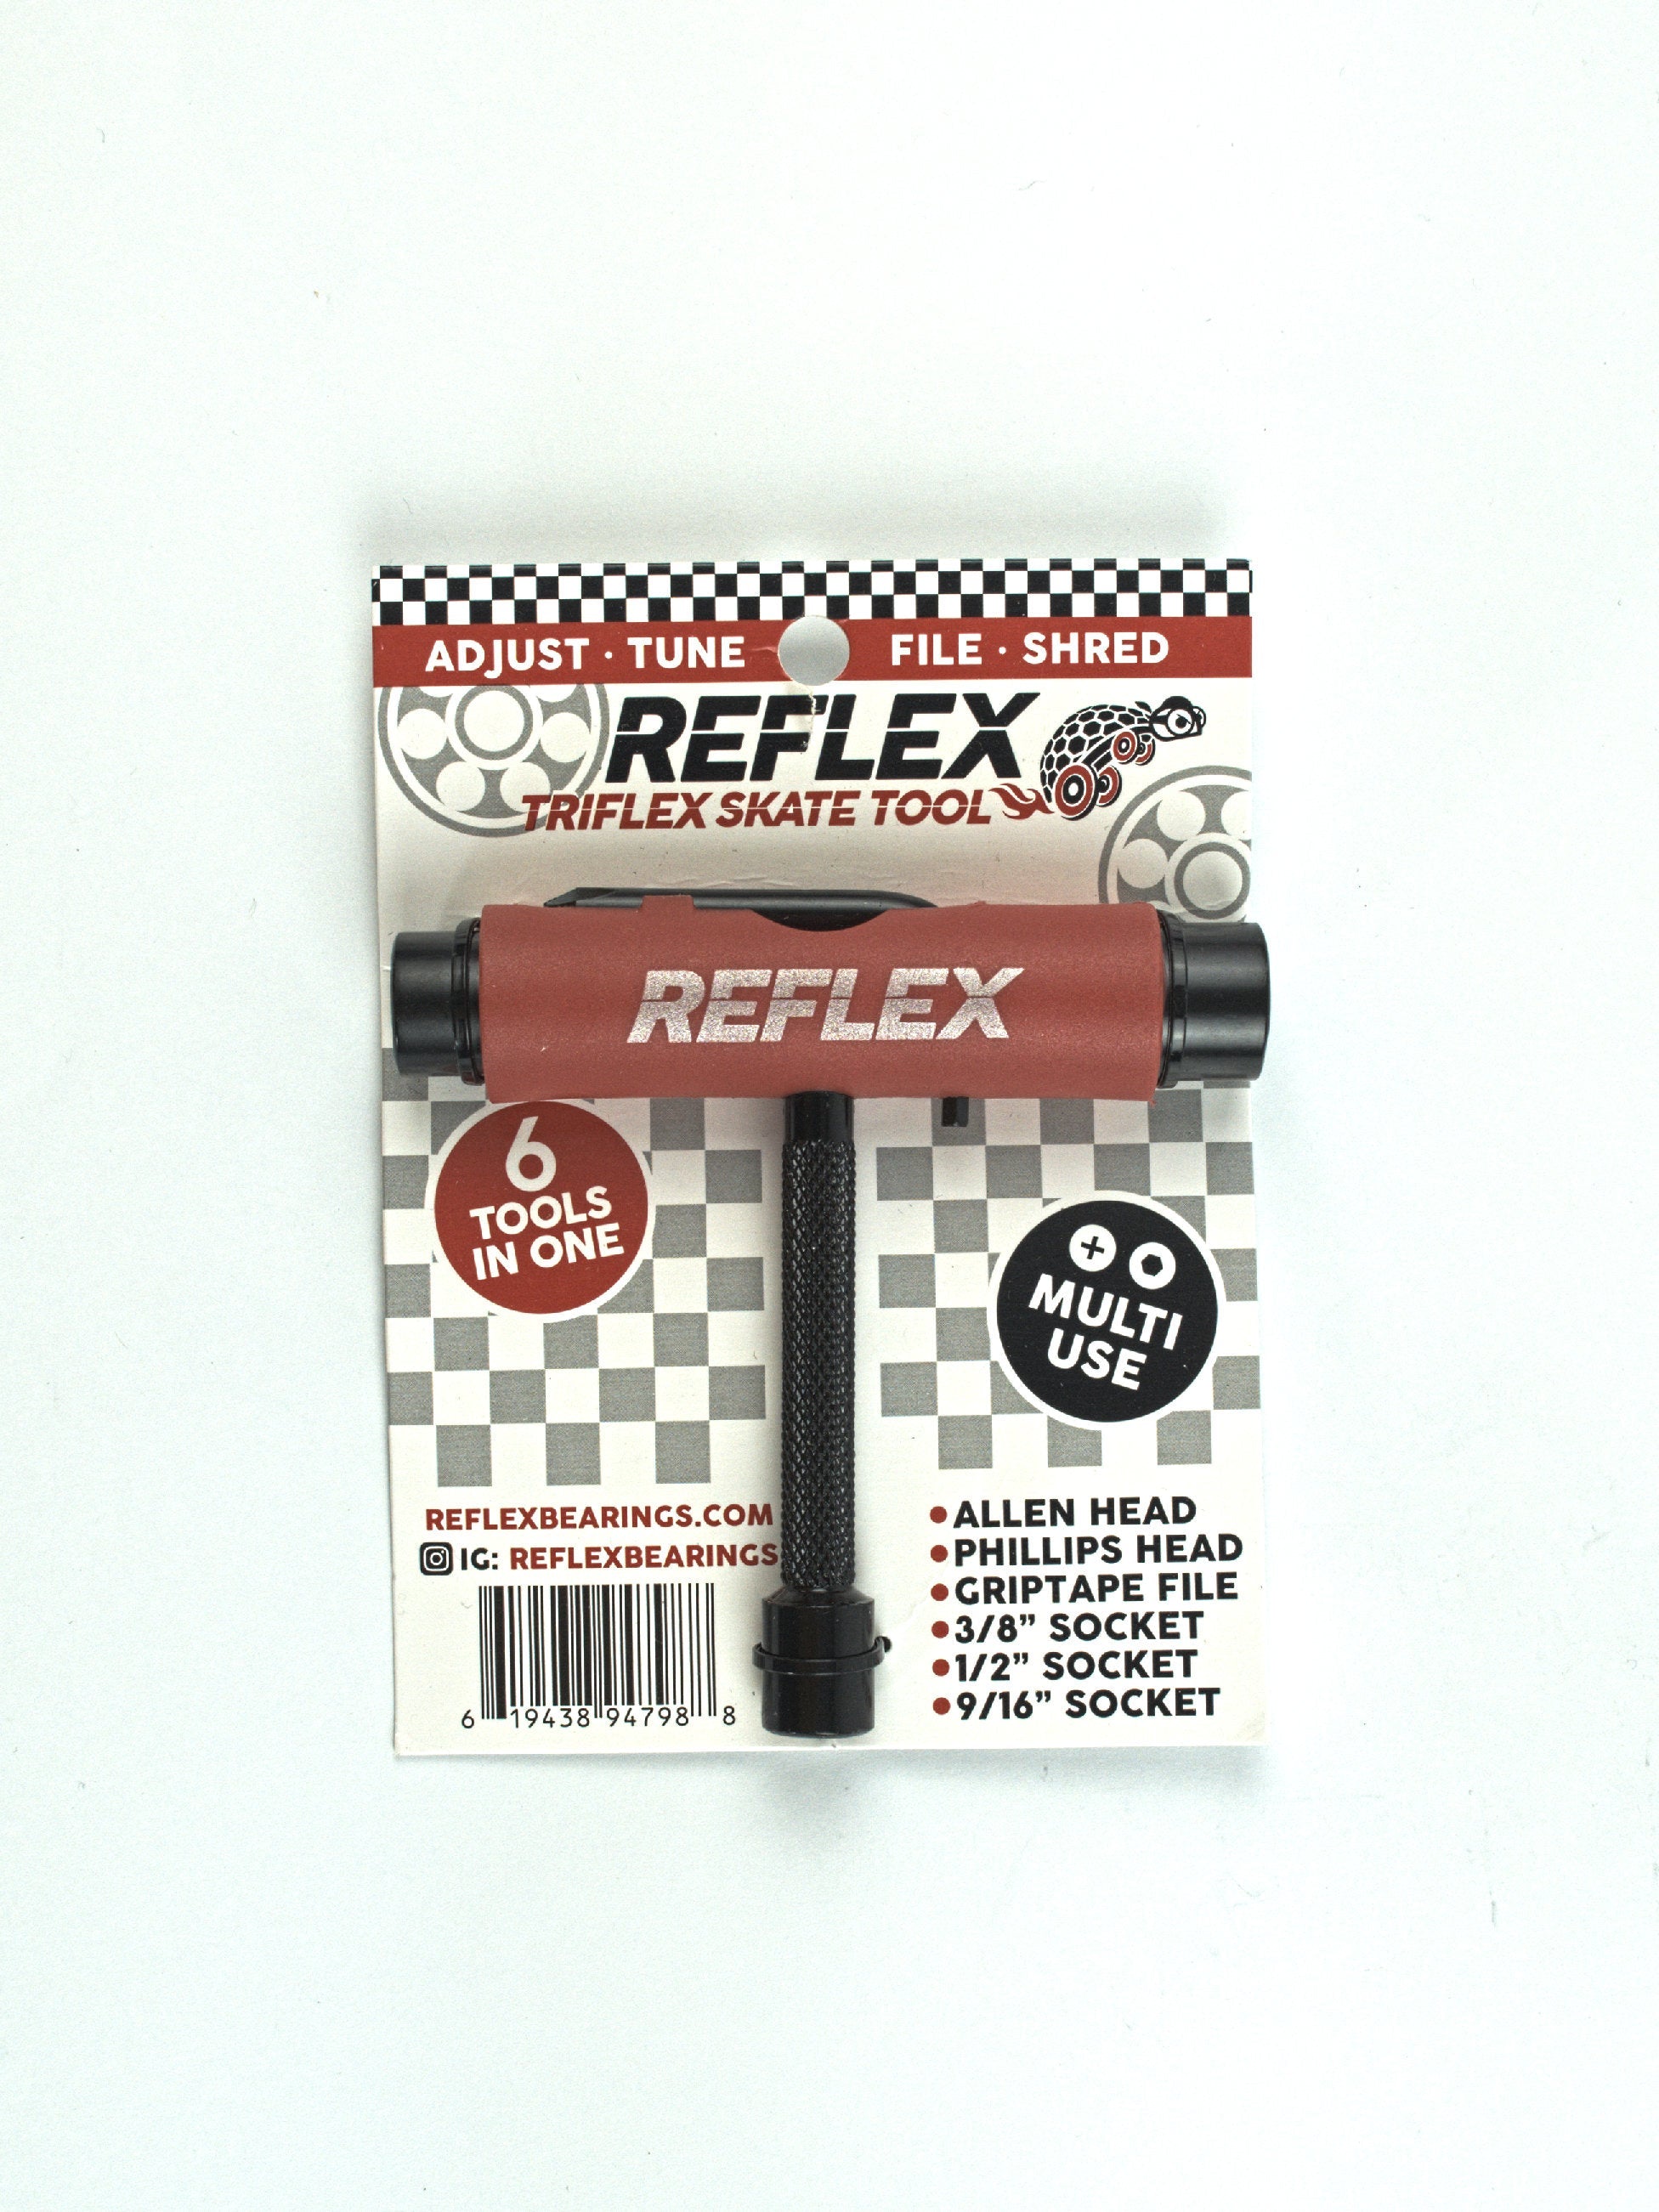 ADJUST · TUNE FILE · SHRED
REFLEX
TRIFLEX SKATE TOOL
REFLEX
6
TOOLS
IN ONE
MULTI
USE
REFLEXBEARINGS.COM
IG: REFLEXBEARINGS
6 19438 94798 8
• ALLEN HEAD
• PHILLIPS HEAD
• GRIPTAPE FILE
• 3/8” SOCKET
• 1/2” SOCKET
• 9/16” SOCKET